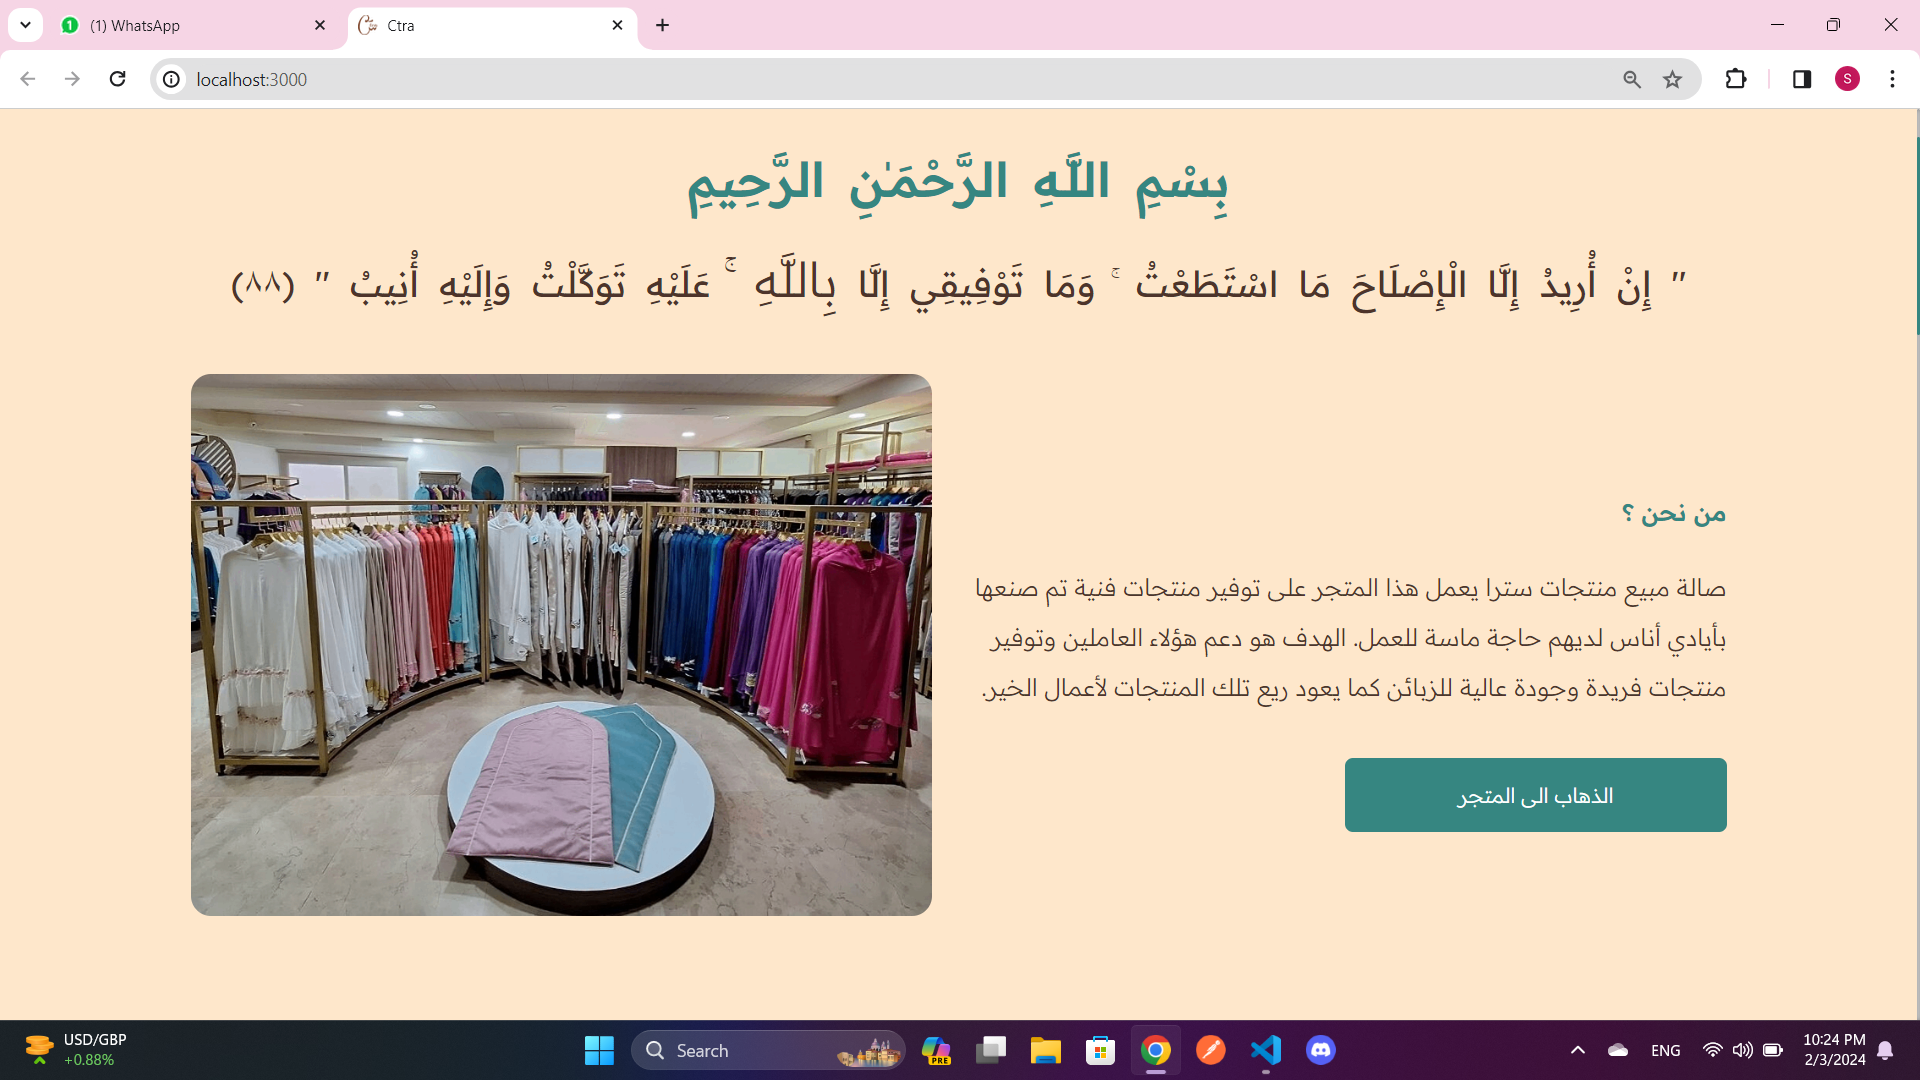 (1) WhatsApp
Ctra
localhost:3000
S
بِسْمِ اللَّهِ الرَّحْمَٰنِ الرَّحِيمِ
" إِنْ أُرِيدُ إِلَّا الْإِصْلَاحَ مَا اسْتَطَعْتُ ۚ وَمَا تَوْفِيقِي إِلَّا بِاللَّهِ ۚ عَلَيْهِ تَوَكَّلْتُ وَإِلَيْهِ أُنِيبُ " (٨٨)
من نحن ؟
صالة مبيع منتجات سترا يعمل هذا المتجر على توفير منتجات فنية تم صنعها
بأيادي أناس لديهم حاجة ماسة للعمل. الهدف هو دعم هؤلاء العاملين وتوفير
منتجات فريدة وجودة عالية للزبائن كما يعود ريع تلك المنتجات لأعمال الخير.
الذهاب الى المتجر
USD/GBP
+0.88%
Search
PRE
ENG
10:24 PM
2/3/2024